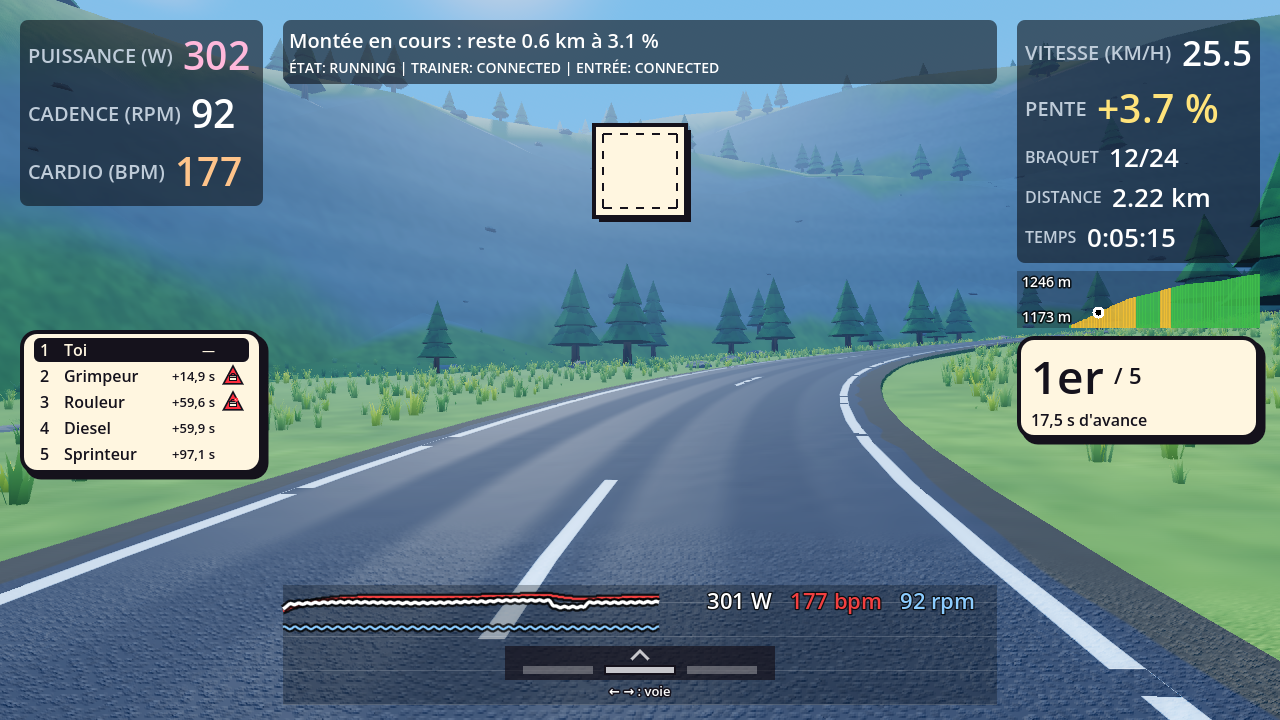 PUISSANCE (W) 302
CADENCE (RPM) 92
CARDIO (BPM) 177
Montée en cours : reste 0.6 km à 3.1 %
ÉTAT: RUNNING | TRAINER: CONNECTED | ENTRÉE: CONNECTED
VITESSE (KM/H) 25.5
PENTE +3.7 %
BRAQUET 12/24
DISTANCE 2.22 km
TEMPS 0:05:15
1246 m
1173 m
1 Toi —
2 Grimpeur +14,9 s
3 Rouleur +59,6 s
4 Diesel +59,9 s
5 Sprinteur +97,1 s
1er / 5
17,5 s d'avance
301 W 177 bpm 92 rpm
← → : voie